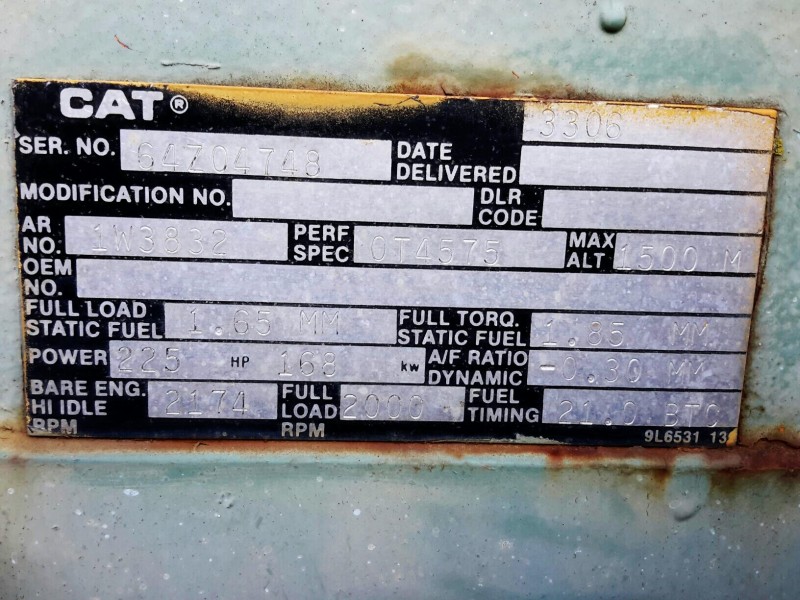 CAT® 3306
SER. NO. 64Z04748 DATE DELIVERED
MODIFICATION NO. DLR CODE
AR NO. 1W3832 PERF SPEC 0T4575 MAX ALT 1500 M
OEM NO.
FULL LOAD STATIC FUEL 1.65 MM FULL TORQ. STATIC FUEL 1.85 MM
POWER 225 HP 168 kw A/F RATIO DYNAMIC -0.30 MM
BARE ENG. HI IDLE RPM 2174 FULL LOAD RPM 2000 FUEL TIMING 21.0 BTC
9L6531 13